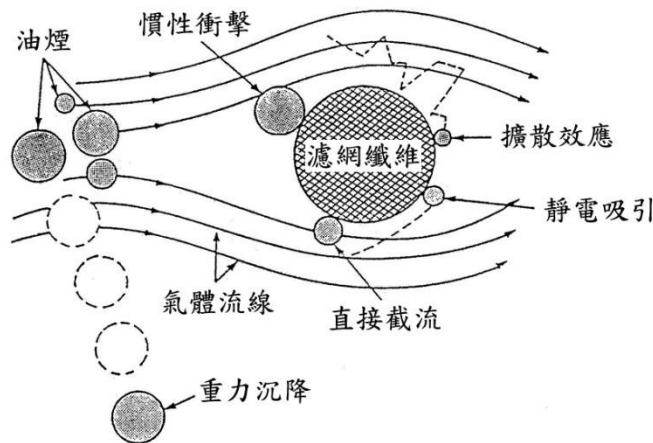 油煙
慣性衝擊
濾網纖維
擴散效應
靜電吸引
氣體流線
直接截流
重力沉降